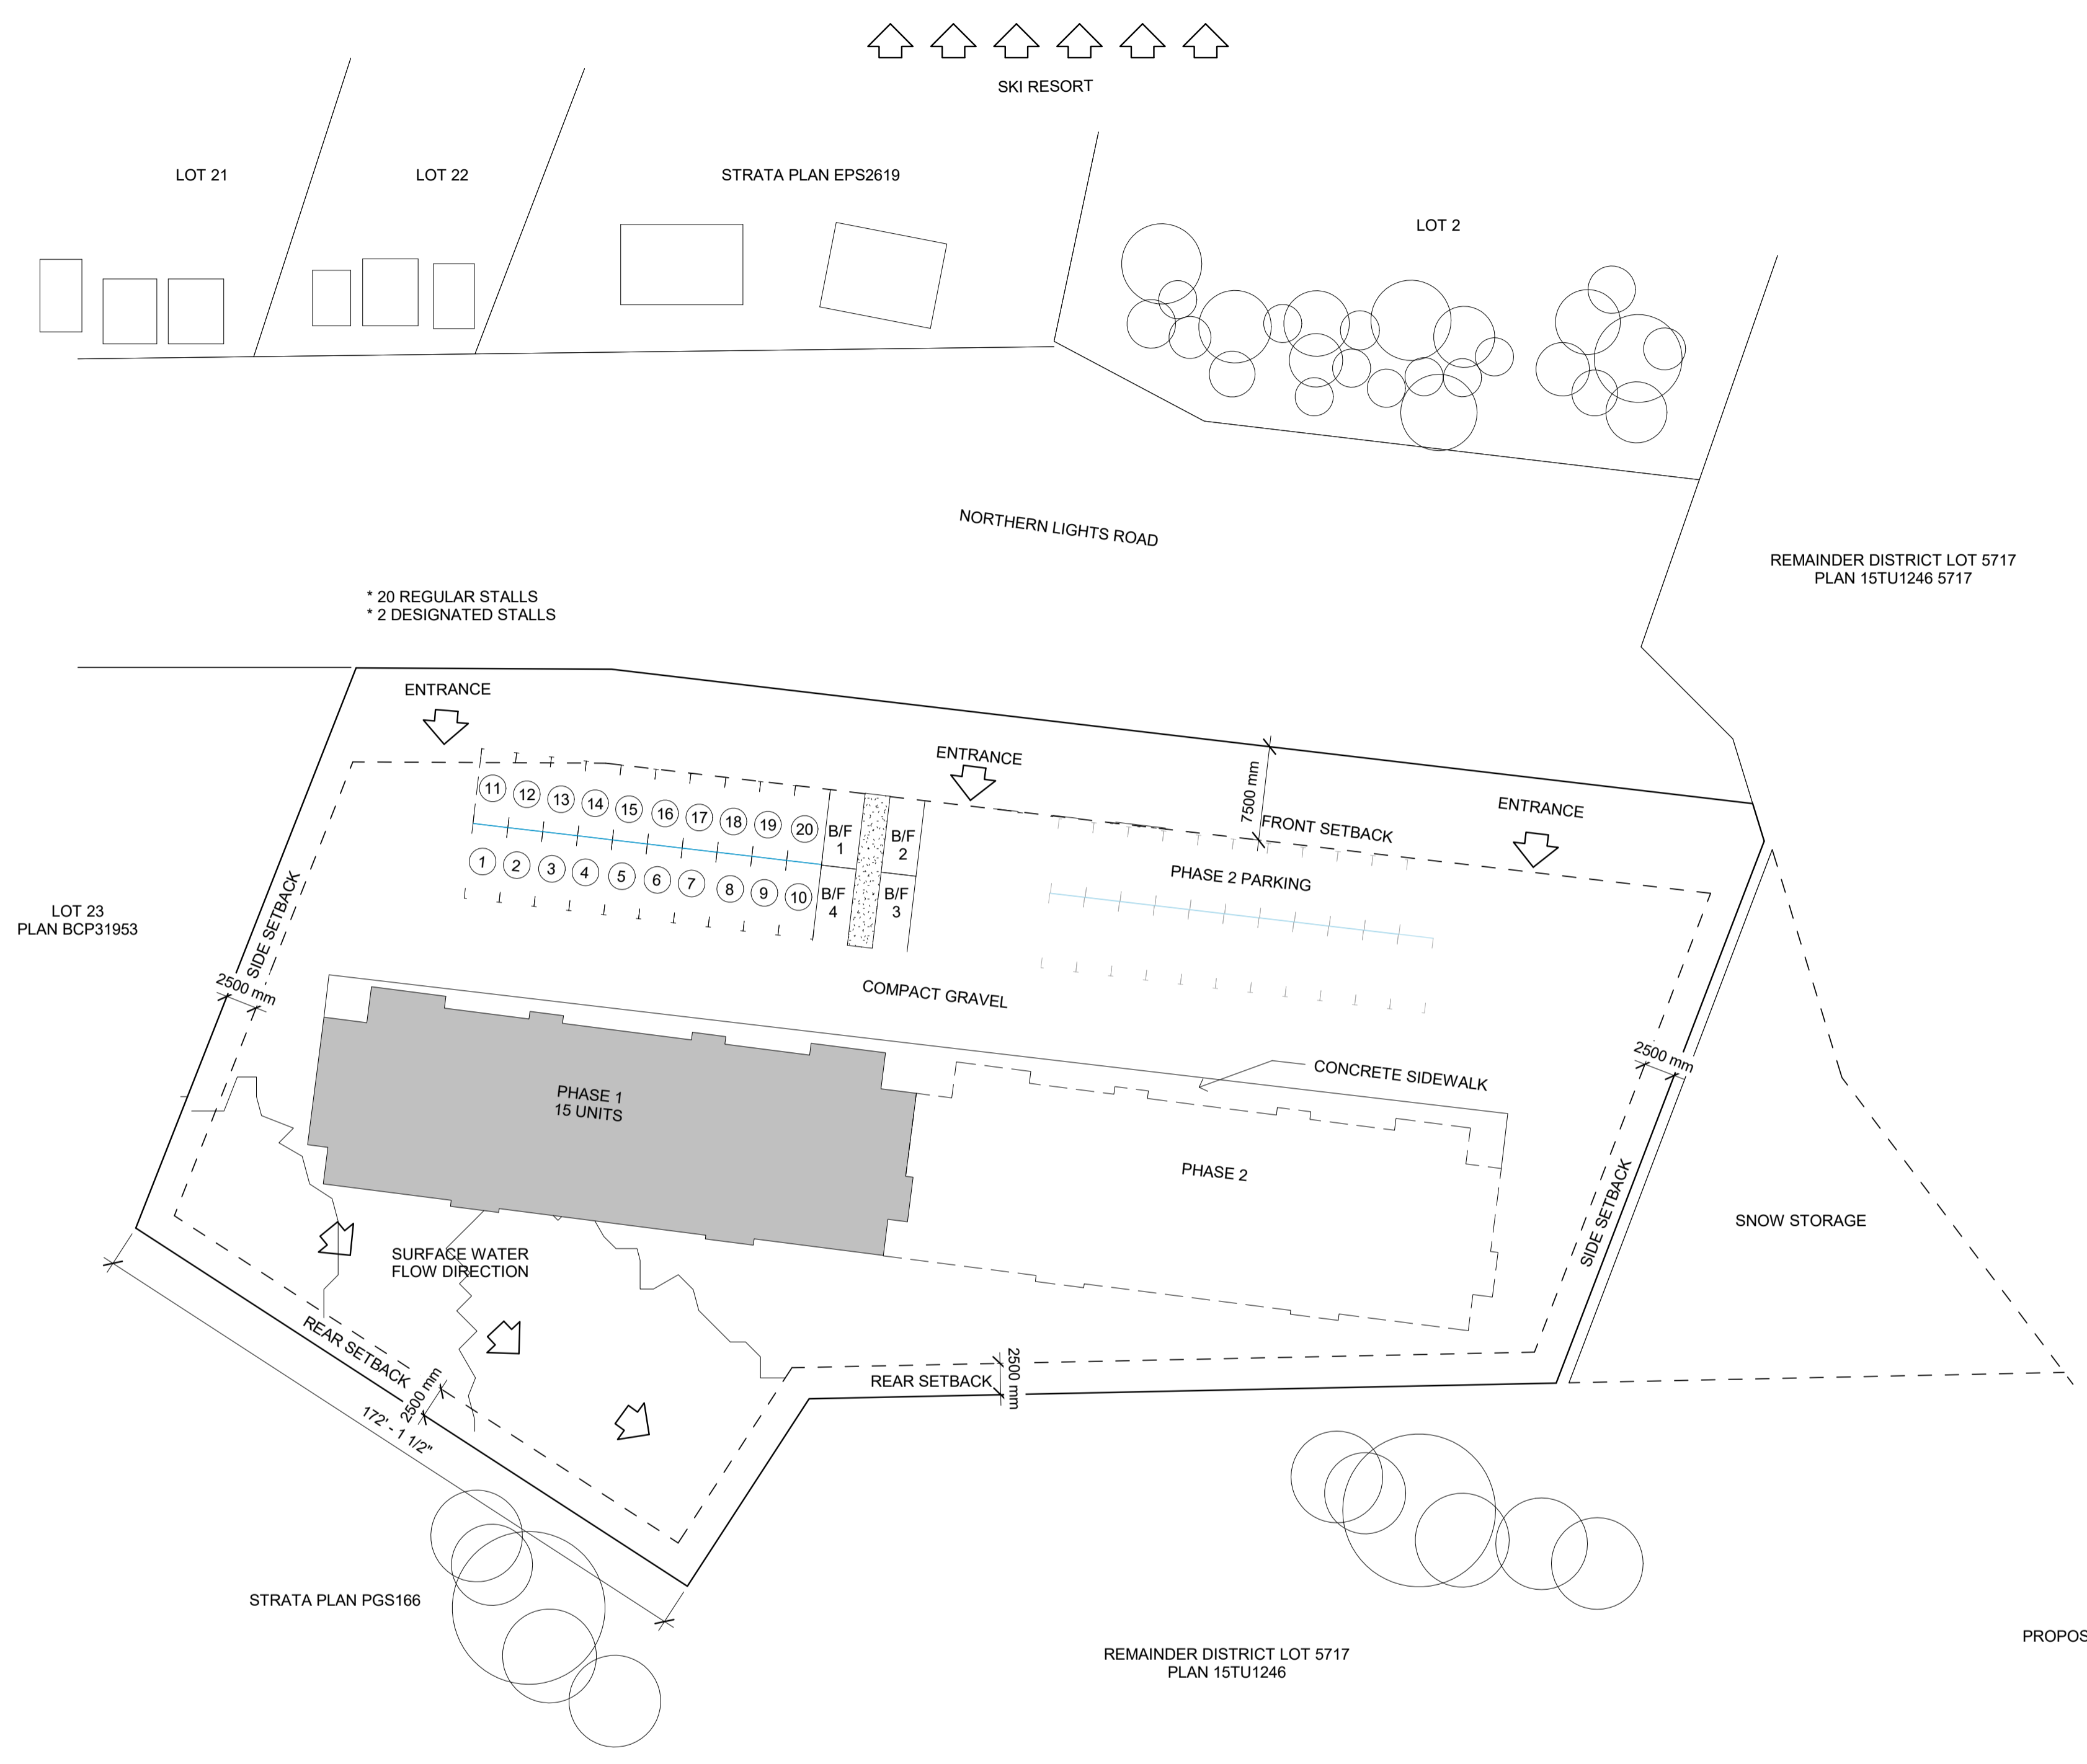 SKI RESORT
LOT 21
LOT 22
STRATA PLAN EPS2619
LOT 2
NORTHERN LIGHTS ROAD
REMAINDER DISTRICT LOT 5717
PLAN 15TU1246 5717
* 20 REGULAR STALLS
* 2 DESIGNATED STALLS
ENTRANCE
ENTRANCE
ENTRANCE
7500 mm
FRONT SETBACK
11
12
13
14
15
16
17
18
19
20
B/F
1
B/F
2
1
2
3
4
5
6
7
8
9
10
B/F
4
B/F
3
PHASE 2 PARKING
LOT 23
PLAN BCP31953
SIDE SETBACK
2500 mm
COMPACT GRAVEL
CONCRETE SIDEWALK
2500 mm
PHASE 1
15 UNITS
PHASE 2
SIDE SETBACK
SNOW STORAGE
SURFACE WATER
FLOW DIRECTION
REAR SETBACK
2500 mm
172' - 1 1/2"
REAR SETBACK
2500 mm
STRATA PLAN PGS166
REMAINDER DISTRICT LOT 5717
PLAN 15TU1246
PROPOS